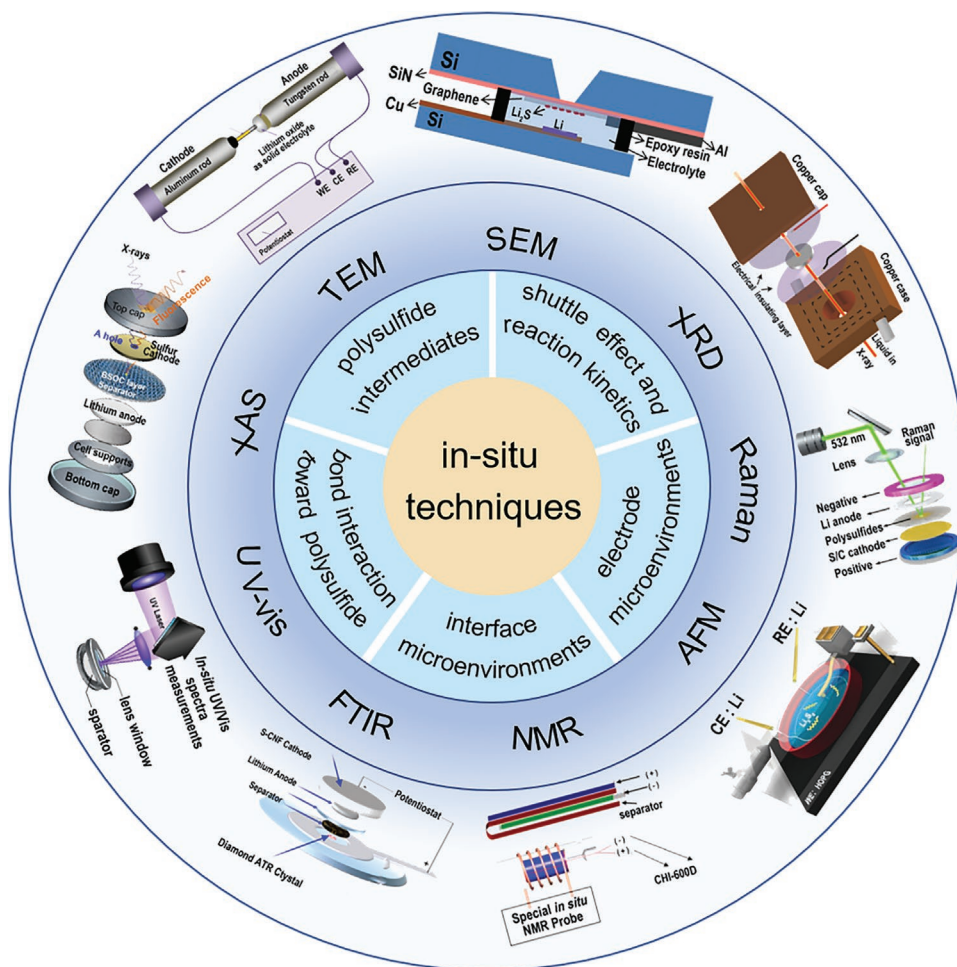 in-situ
techniques
polysulfide
intermediates
shuttle effect and
reaction kinetics
electrode
microenvironments
interface
microenvironments
bond interaction
toward polysulfide
TEM
SEM
XRD
Raman
AFM
NMR
FTIR
UV-vis
XAS
Anode
Tungsten rod
Lithium oxide
as solid electrolyte
Cathode
Aluminum rod
WE CE RE
Potentiostat
Si
SiN
Graphene
Li₂S
Li
Cu
Si
Epoxy resin
Al
Electrolyte
Copper cap
Electrical
insulating layer
Copper case
Liquid in
X-ray
Raman
signal
532 nm
Lens
Negative
Li anode
Polysulfides
S/C cathode
Positive
RE : Li
CE : Li
WE: HOPG
(+)
(-)
separator
(-)
(+)
CHI-600D
Special in situ
NMR Probe
S-CNF Cathode
Lithium Anode
Separator
Potentiostat
+
Diamond ATR Ctystal
UV Laser
sparator
lens window
In-situ UV/Vis
spectra
measurements
X-rays
Fluorescence
Top cap
A hole
Sulfur
Cathode
BSOC layer
Separator
Lithium anode
Cell supports
Bottom cap